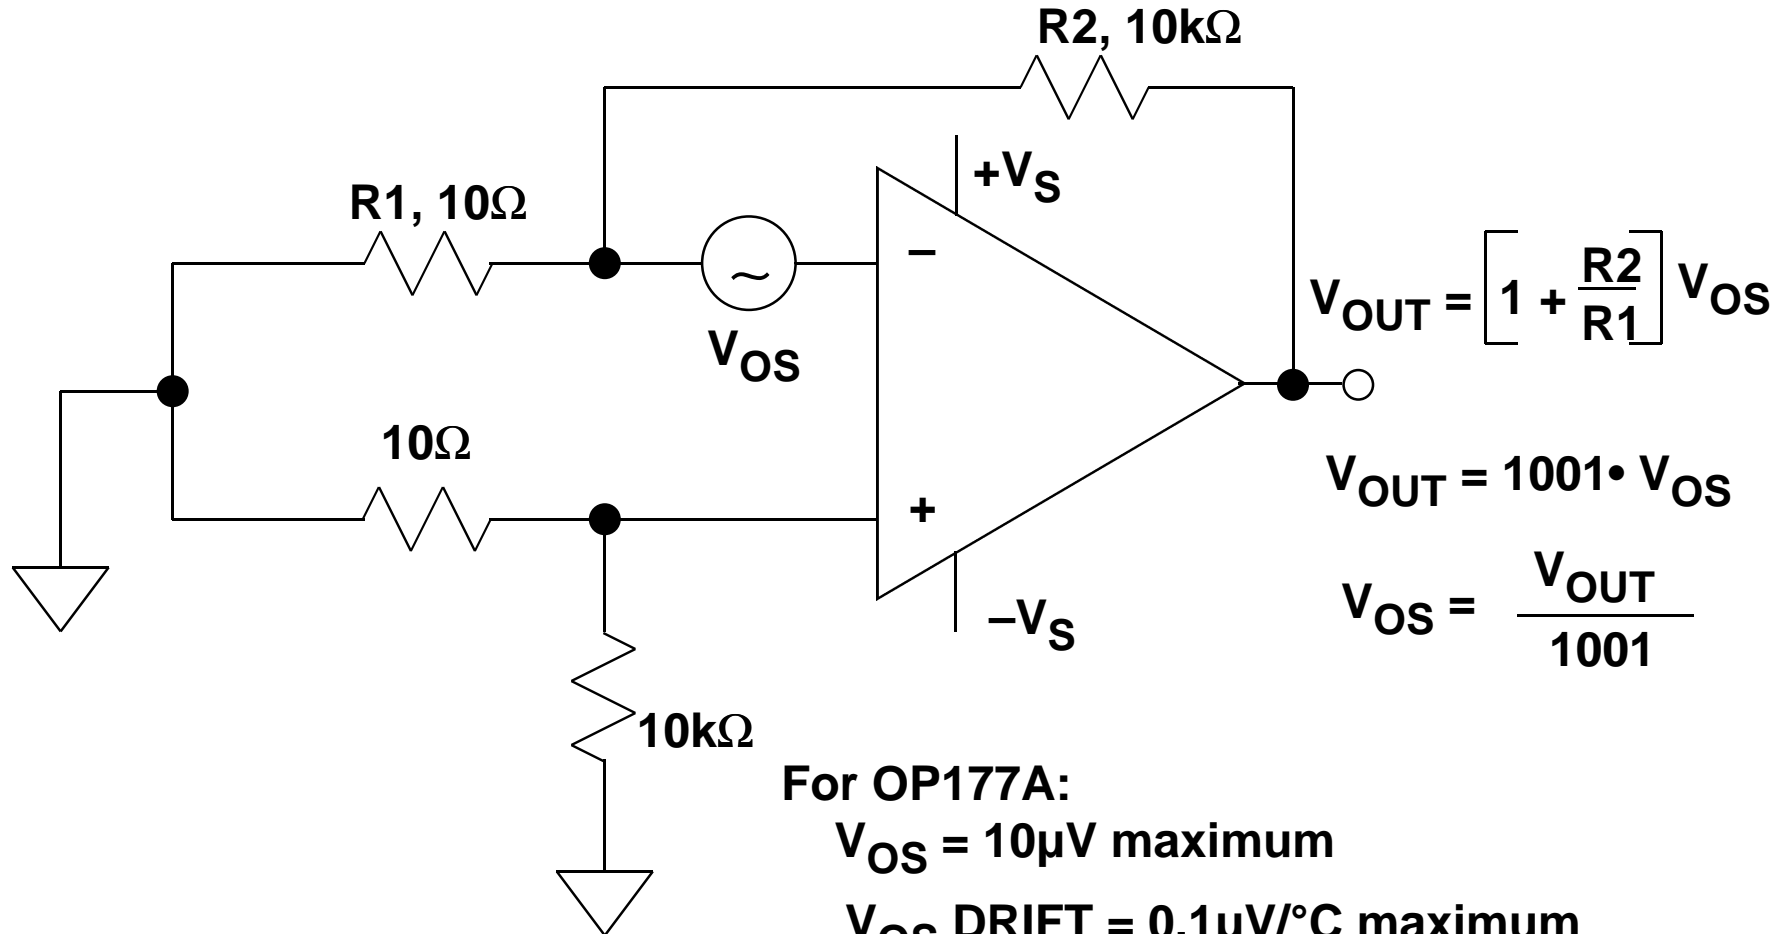 R2, 10kΩ
+VS
R1, 10Ω
–
~
VOUT = [1 + R2/R1] VOS
VOS
10Ω
VOUT = 1001• VOS
+
VOS = VOUT/1001
–VS
10kΩ
For OP177A:
VOS = 10µV maximum
VOS DRIFT = 0.1µV/°C maximum